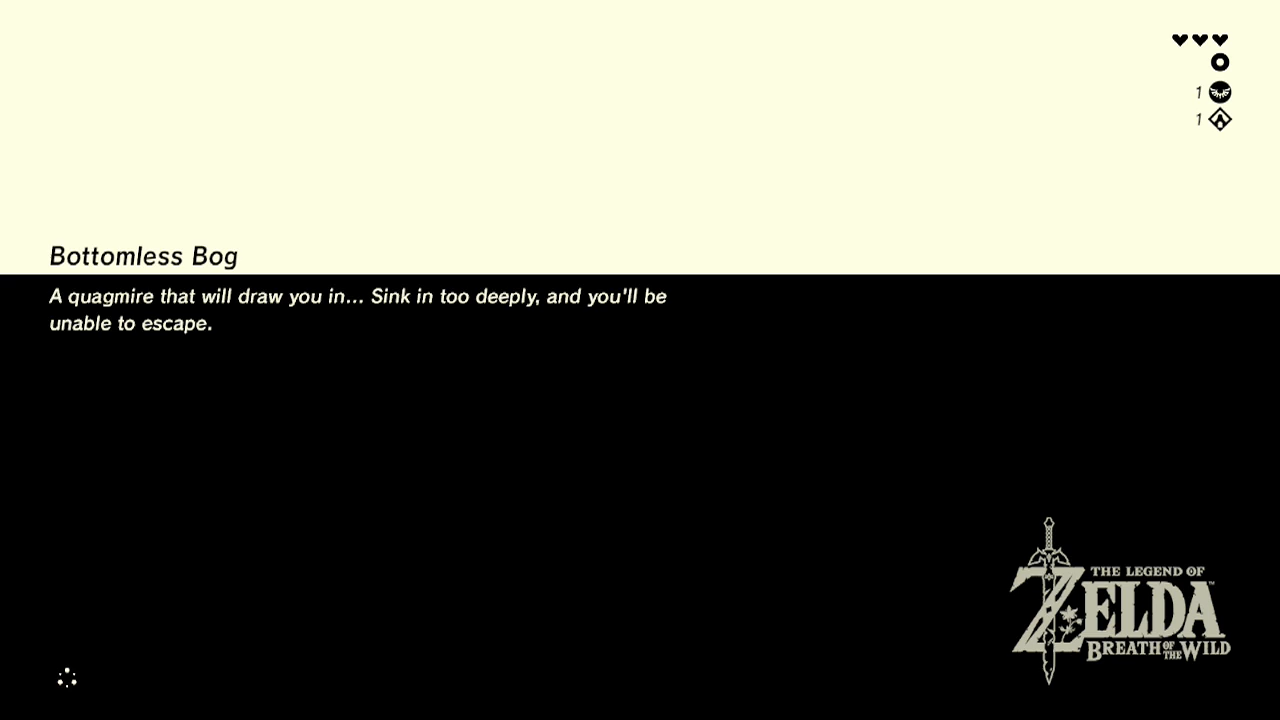 1
1
Bottomless Bog
A quagmire that will draw you in... Sink in too deeply, and you'll be
unable to escape.
THE LEGEND OF
ZELDA
BREATH OF THE WILD